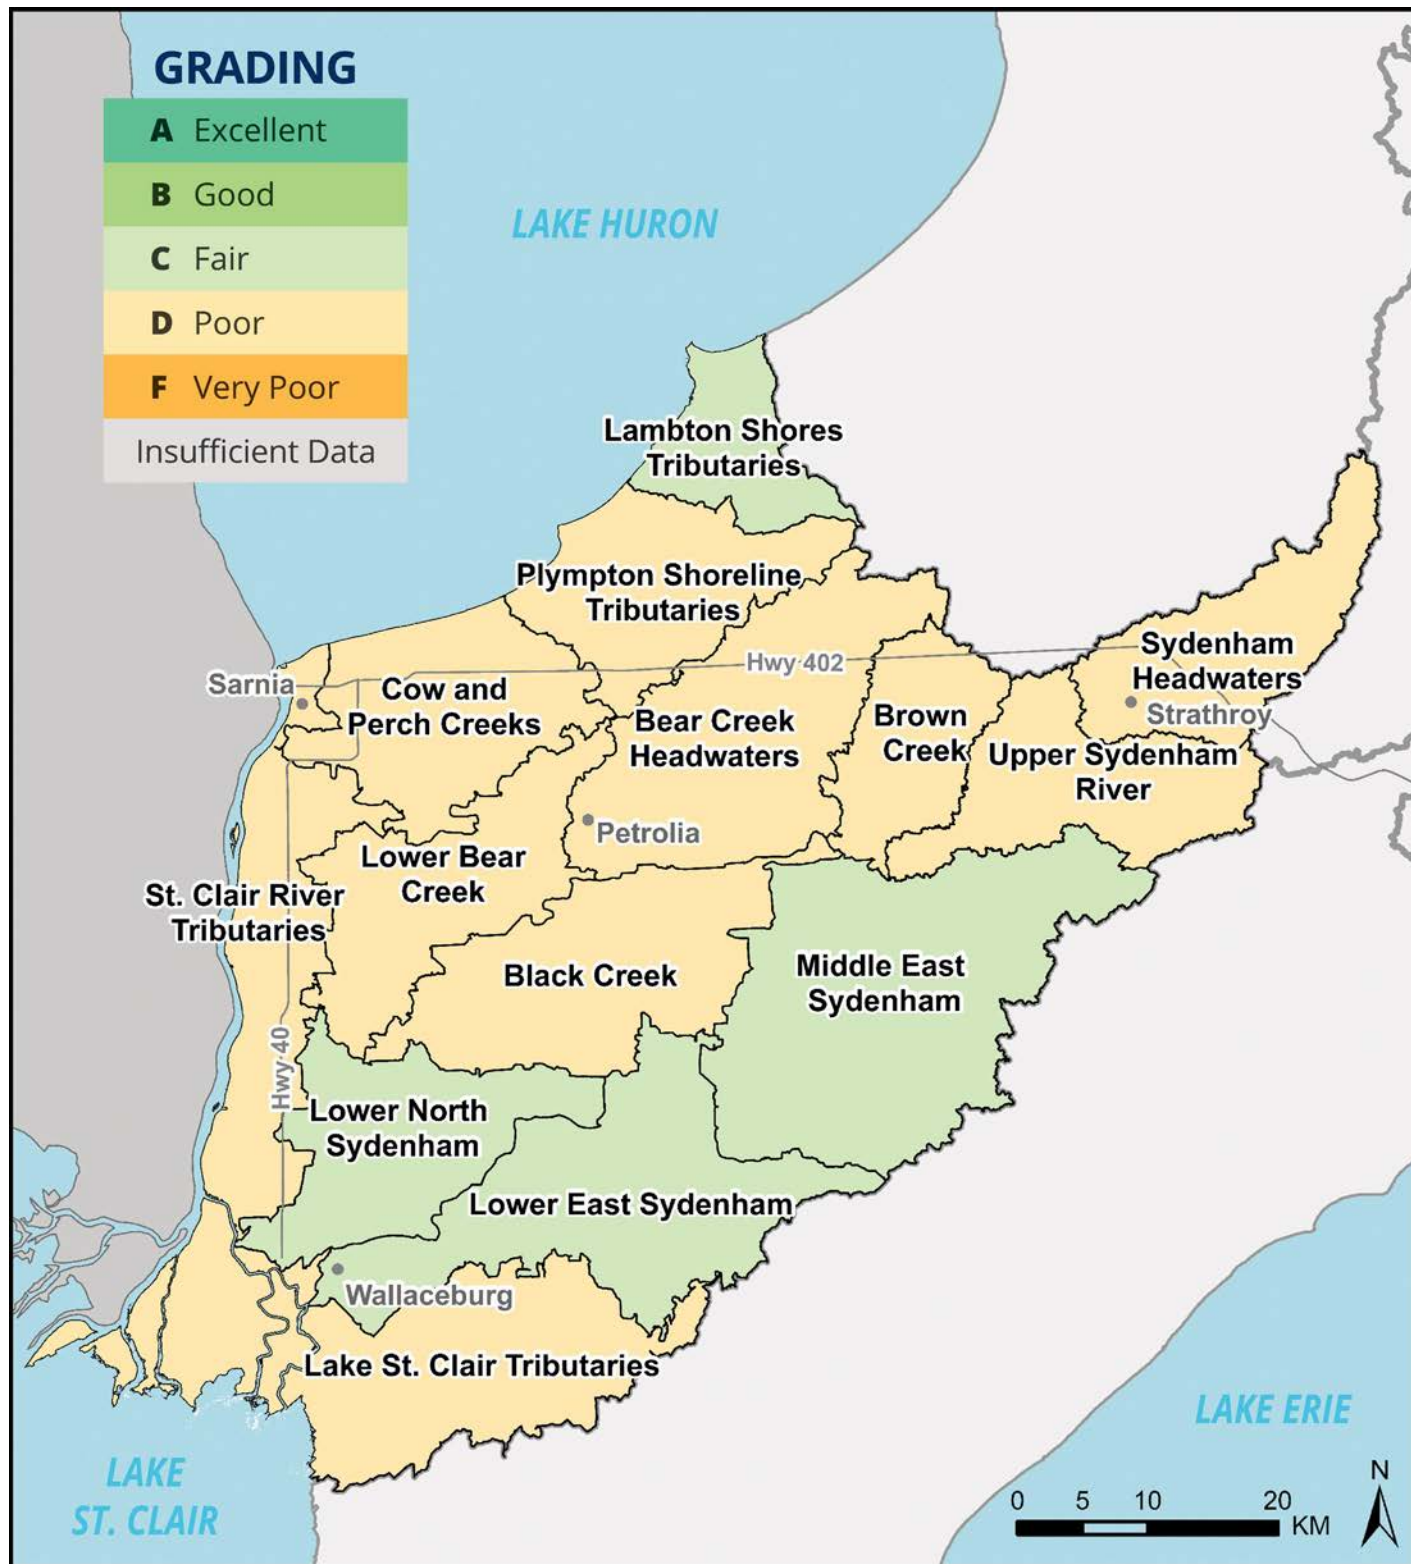 GRADING
A Excellent
B Good
C Fair
D Poor
F Very Poor
Insufficient Data
LAKE HURON
Lambton Shores
Tributaries
Plympton Shoreline
Tributaries
Sydenham
Headwaters
Hwy 402
Sarnia
Strathroy
Cow and
Perch Creeks
Bear Creek
Headwaters
Brown
Creek
Upper Sydenham
River
Petrolia
Lower Bear
Creek
St. Clair River
Tributaries
Black Creek
Middle East
Sydenham
Hwy 40
Lower North
Sydenham
Lower East Sydenham
Wallaceburg
Lake St. Clair Tributaries
LAKE ERIE
LAKE
ST. CLAIR
N
0 5 10 20
KM